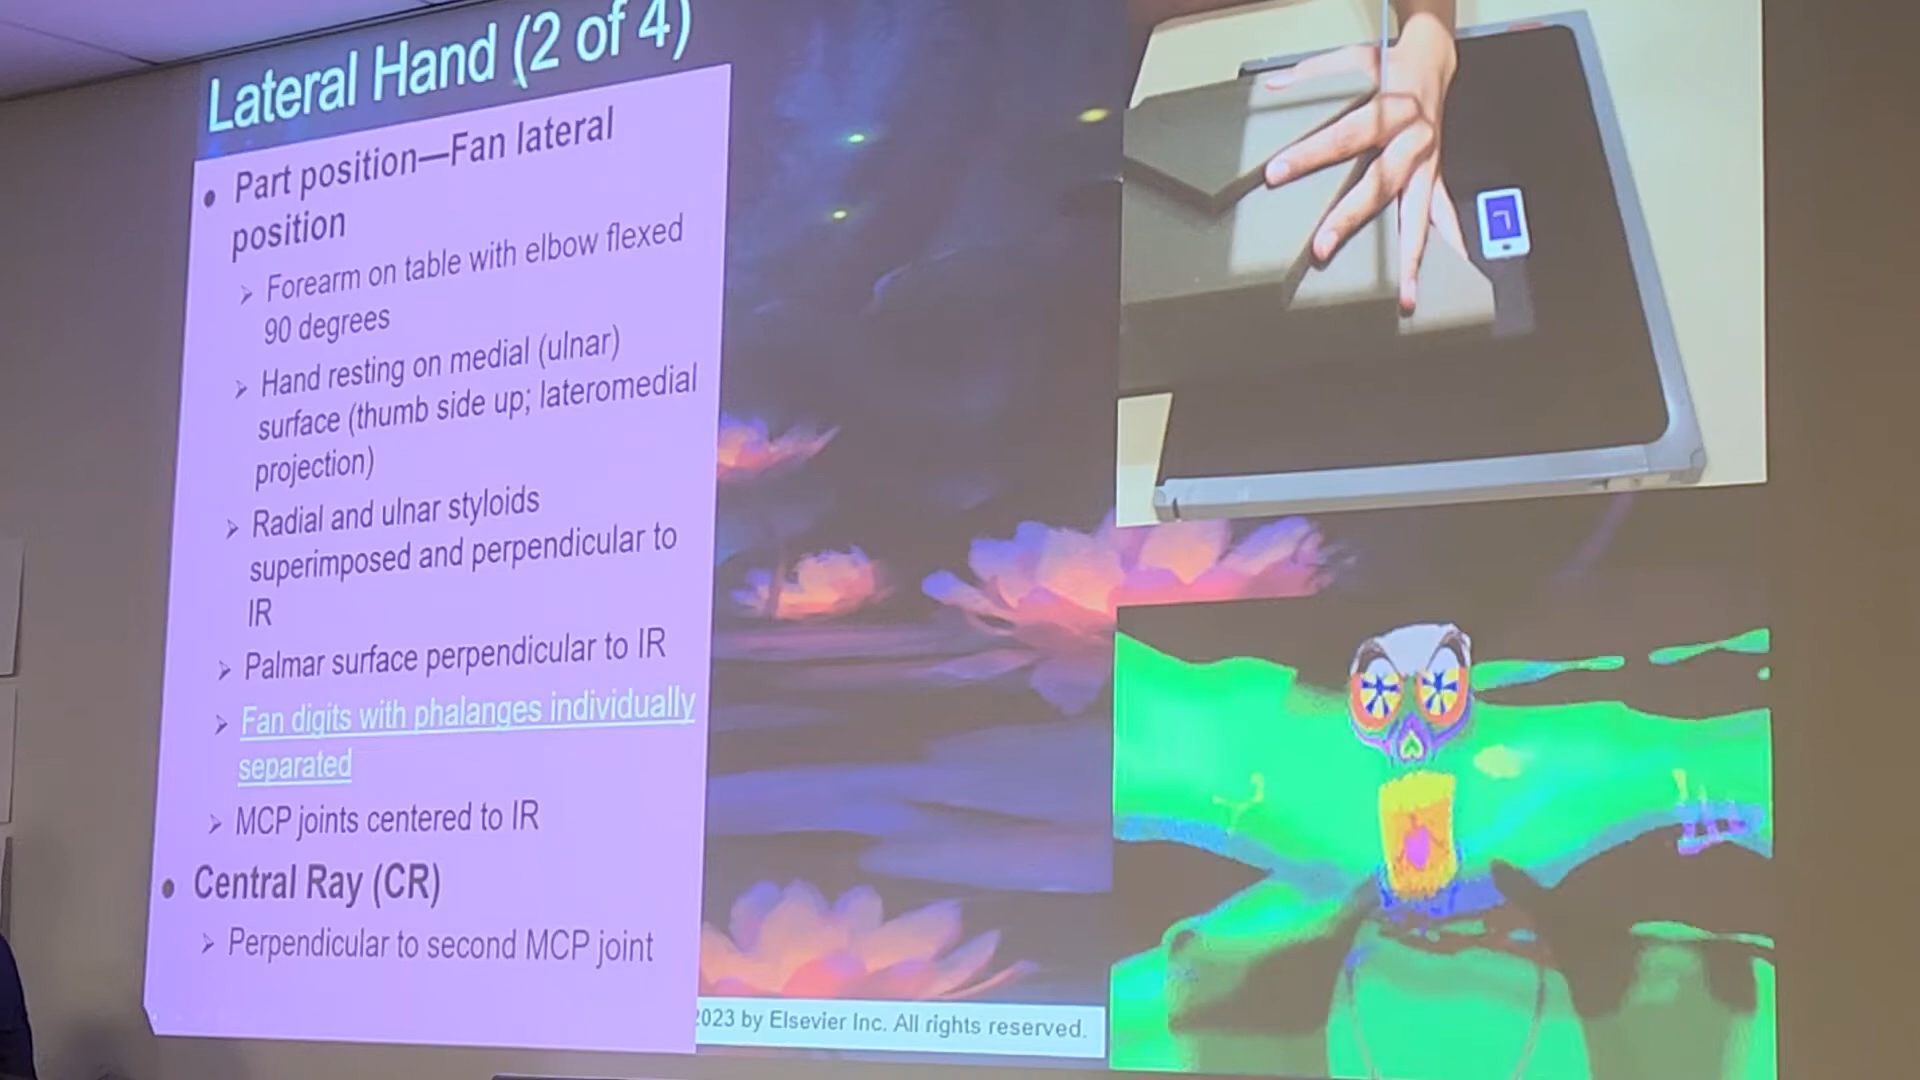 Lateral Hand (2 of 4)
Part position—Fan lateral
position
Forearm on table with elbow flexed
90 degrees
Hand resting on medial (ulnar)
surface (thumb side up; lateromedial
projection)
Radial and ulnar styloids
superimposed and perpendicular to
IR
Palmar surface perpendicular to IR
Fan digits with phalanges individually
separated
MCP joints centered to IR
Central Ray (CR)
Perpendicular to second MCP joint
2023 by Elsevier Inc. All rights reserved.